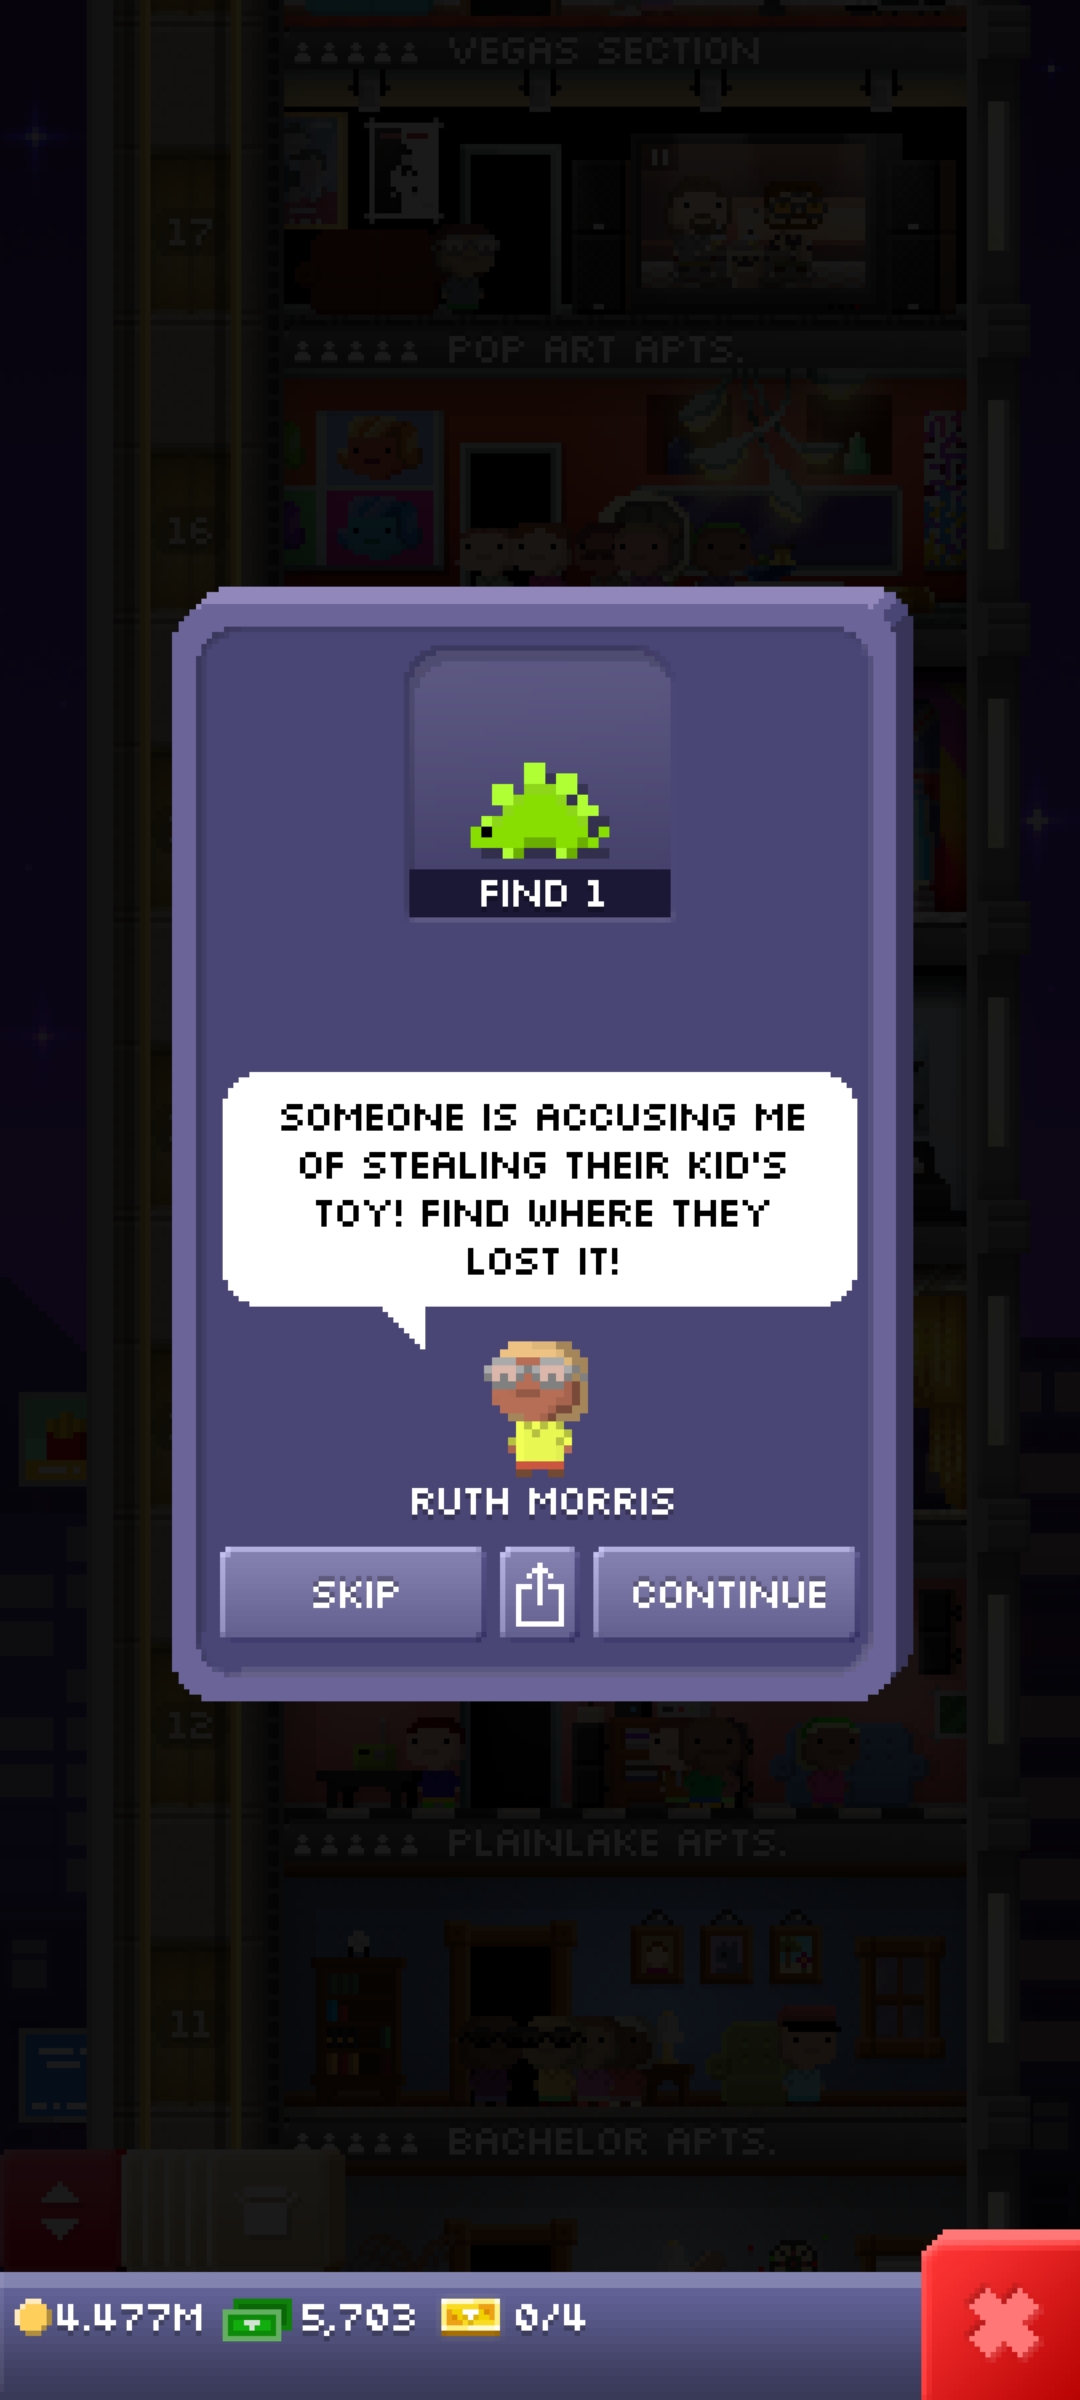 VEGAS SECTION
17
POP ART APTS.
16
FIND 1
SOMEONE IS ACCUSING ME
OF STEALING THEIR KID'S
TOY! FIND WHERE THEY
LOST IT!
RUTH MORRIS
SKIP
CONTINUE
12
PLAINLAKE APTS.
11
BACHELOR APTS.
4.477M
5,703
0/4